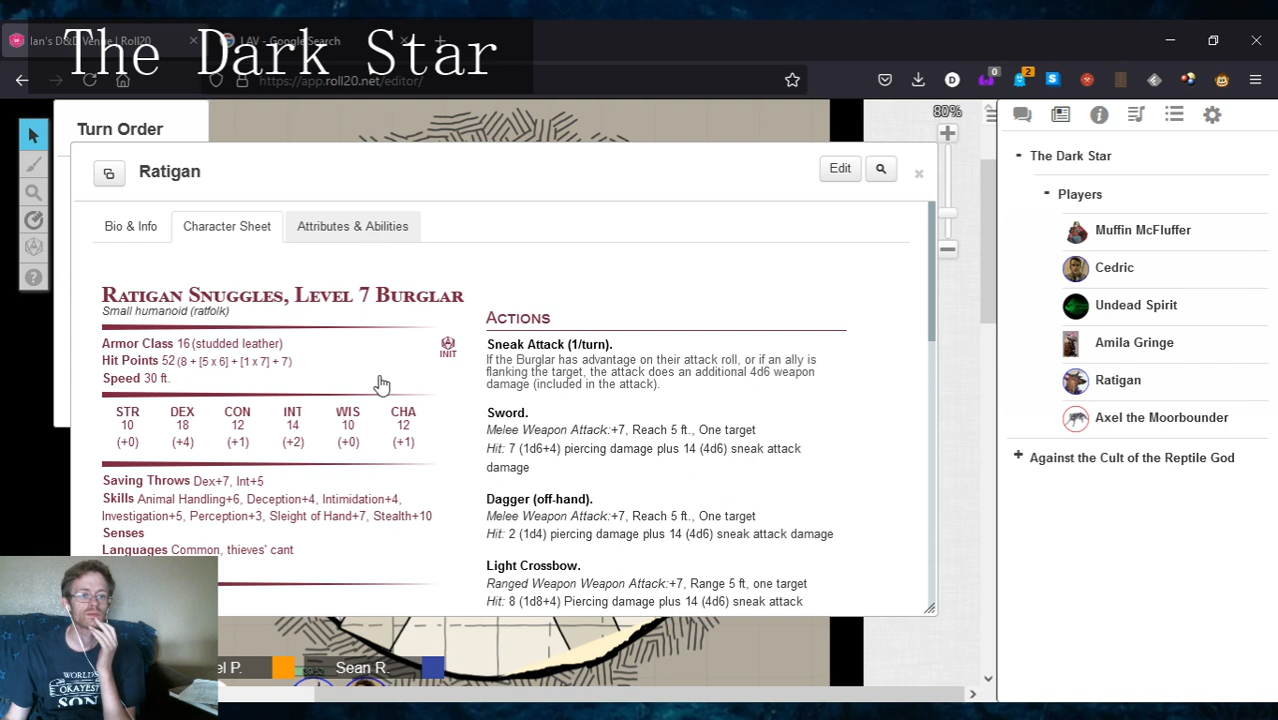 The Dark Star
Ian's D&D Venue | Roll20
LAV - Google Search
https://app.roll20.net/editor/
0
2
80%
Turn Order
Ratigan
Edit
Bio & Info
Character Sheet
Attributes & Abilities
Ratigan Snuggles, Level 7 Burglar
Small humanoid (ratfolk)
Armor Class 16 (studded leather)
Hit Points 52 (8 + [5 x 6] + [1 x 7] + 7)
Speed 30 ft.
INIT
STR DEX CON INT WIS CHA
10 18 12 14 10 12
(+0) (+4) (+1) (+2) (+0) (+1)
Saving Throws Dex+7, Int+5
Skills Animal Handling+6, Deception+4, Intimidation+4,
Investigation+5, Perception+3, Sleight of Hand+7, Stealth+10
Senses
Languages Common, thieves' cant
Actions
Sneak Attack (1/turn).
If the Burglar has advantage on their attack roll, or if an ally is
flanking the target, the attack does an additional 4d6 weapon
damage (included in the attack).
Sword.
Melee Weapon Attack:+7, Reach 5 ft., One target
Hit: 7 (1d6+4) piercing damage plus 14 (4d6) sneak attack
damage
Dagger (off-hand).
Melee Weapon Attack:+7, Reach 5 ft., One target
Hit: 2 (1d4) piercing damage plus 14 (4d6) sneak attack damage
Light Crossbow.
Ranged Weapon Weapon Attack:+7, Range 5 ft, one target
Hit: 8 (1d8+4) Piercing damage plus 14 (4d6) sneak attack
The Dark Star
Players
Muffin McFluffer
Cedric
Undead Spirit
Amila Gringe
Ratigan
Axel the Moorbounder
Against the Cult of the Reptile God
el P.
Sean R.
WORLD'S
OKAYEST
SON